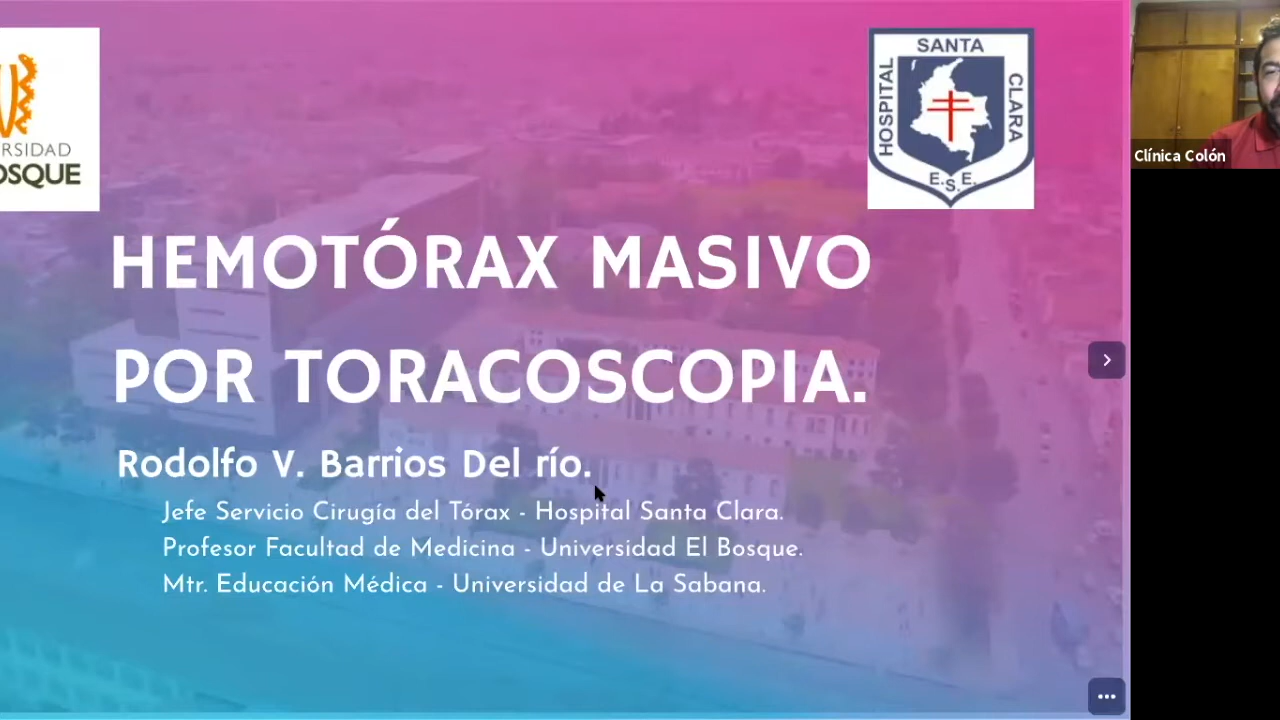 SANTA
HOSPITAL
CLARA
E.S.E.
RSIDAD
OSQUE
Clínica Colón
HEMOTÓRAX MASIVO
POR TORACOSCOPIA.
Rodolfo V. Barrios Del río.
Jefe Servicio Cirugía del Tórax - Hospital Santa Clara.
Profesor Facultad de Medicina - Universidad El Bosque.
Mtr. Educación Médica - Universidad de La Sabana.